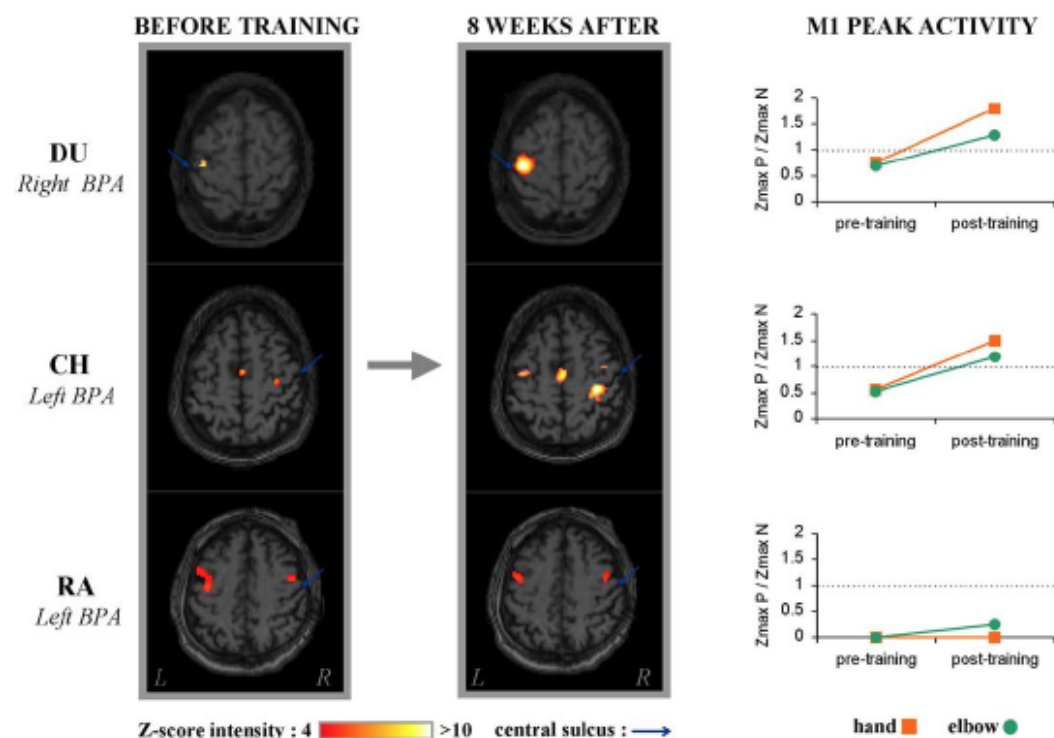 BEFORE TRAINING
8 WEEKS AFTER
M1 PEAK ACTIVITY
DU
Right BPA
Zmax P / Zmax N
2
1.5
1
0.5
0
pre-training
post-training
CH
Left BPA
Zmax P / Zmax N
2
1.5
1
0.5
0
pre-training
post-training
RA
Left BPA
L
R
L
R
Zmax P / Zmax N
2
1.5
1
0.5
0
pre-training
post-training
Z-score intensity : 4
>10
central sulcus :
hand
elbow